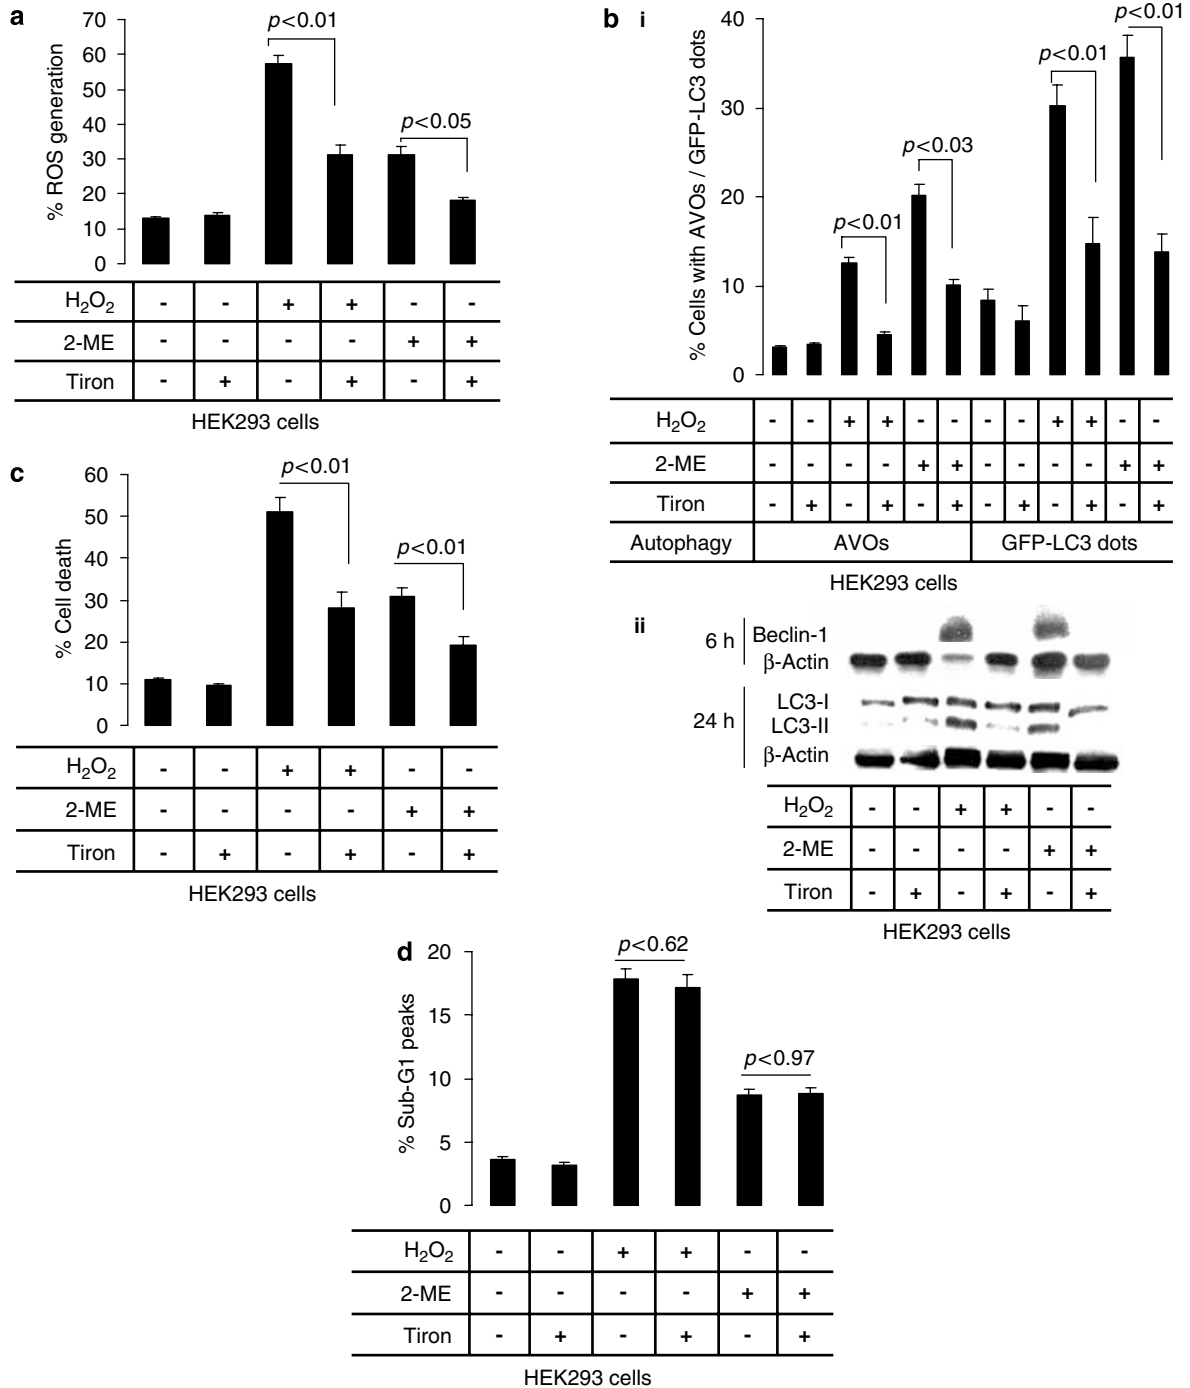 a
% ROS generation
70
60
50
40
30
20
10
0
p<0.01
p<0.05
H₂O₂ - - + + - -
2-ME - - - - + +
Tiron - + - + - +
HEK293 cells
b i
% Cells with AVOs / GFP-LC3 dots
40
30
20
10
0
p<0.01
p<0.03
p<0.01
p<0.01
H₂O₂ - - + + - - - - + + - -
2-ME - - - - + + - - - - + +
Tiron - + - + - + - + - + - +
Autophagy AVOs GFP-LC3 dots
HEK293 cells
c
% Cell death
60
50
40
30
20
10
0
p<0.01
p<0.01
H₂O₂ - - + + - -
2-ME - - - - + +
Tiron - + - + - +
HEK293 cells
ii
6 h
Beclin-1
β-Actin
24 h
LC3-I
LC3-II
β-Actin
H₂O₂ - - + + - -
2-ME - - - - + +
Tiron - + - + - +
HEK293 cells
d
% Sub-G1 peaks
20
15
10
5
0
p<0.62
p<0.97
H₂O₂ - - + + - -
2-ME - - - - + +
Tiron - + - + - +
HEK293 cells